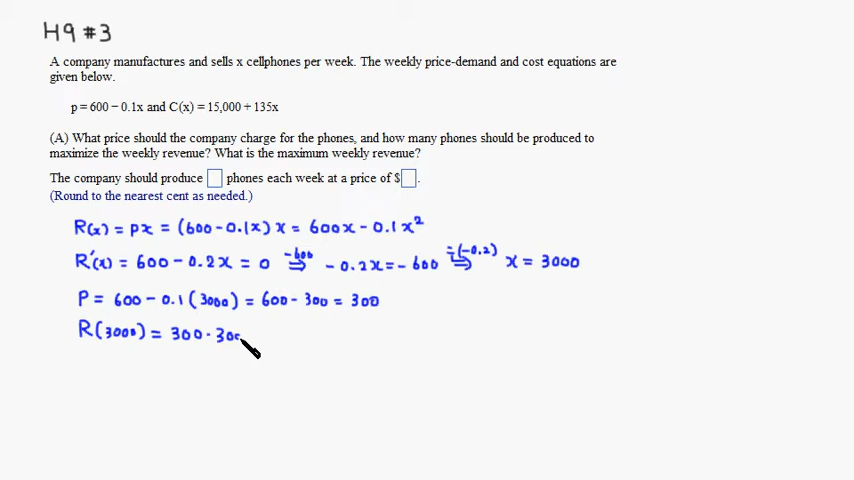 H9 #3
A company manufactures and sells x cellphones per week. The weekly price-demand and cost equations are
given below.
p = 600 − 0.1x and C(x) = 15,000 + 135x
(A) What price should the company charge for the phones, and how many phones should be produced to
maximize the weekly revenue? What is the maximum weekly revenue?
The company should produce phones each week at a price of $ .
(Round to the nearest cent as needed.)
R(x) = px = (600-0.1x)x = 600x - 0.1x²
R'(x) = 600 - 0.2x = 0 -600 ⇒ -0.2x = -600 ÷(-0.2) ⇒ x = 3000
P = 600 - 0.1(3000) = 600 - 300 = 300
R(3000) = 300 · 300